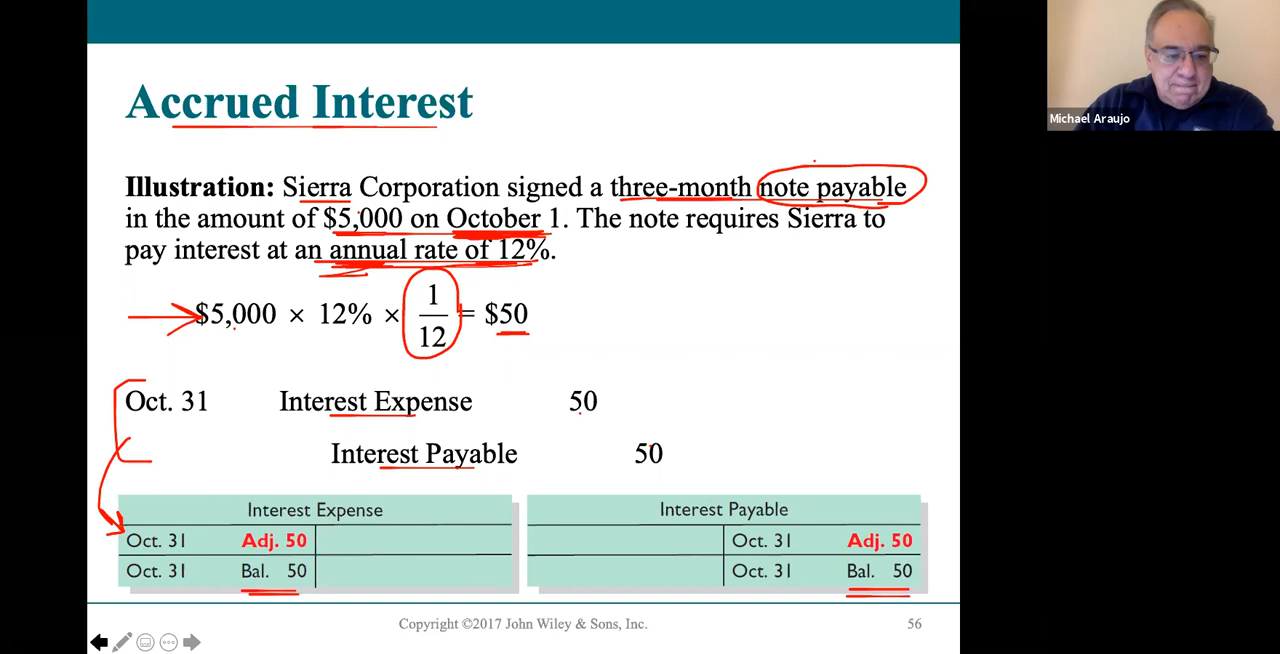 Accrued Interest
Michael Araujo
Illustration: Sierra Corporation signed a three-month note payable
in the amount of $5,000 on October 1. The note requires Sierra to
pay interest at an annual rate of 12%.
$5,000 × 12% × 1/12 = $50
Oct. 31 Interest Expense 50
Interest Payable 50
Interest Expense Interest Payable
Oct. 31 Adj. 50 Oct. 31 Adj. 50
Oct. 31 Bal. 50 Oct. 31 Bal. 50
Copyright ©2017 John Wiley & Sons, Inc. 56